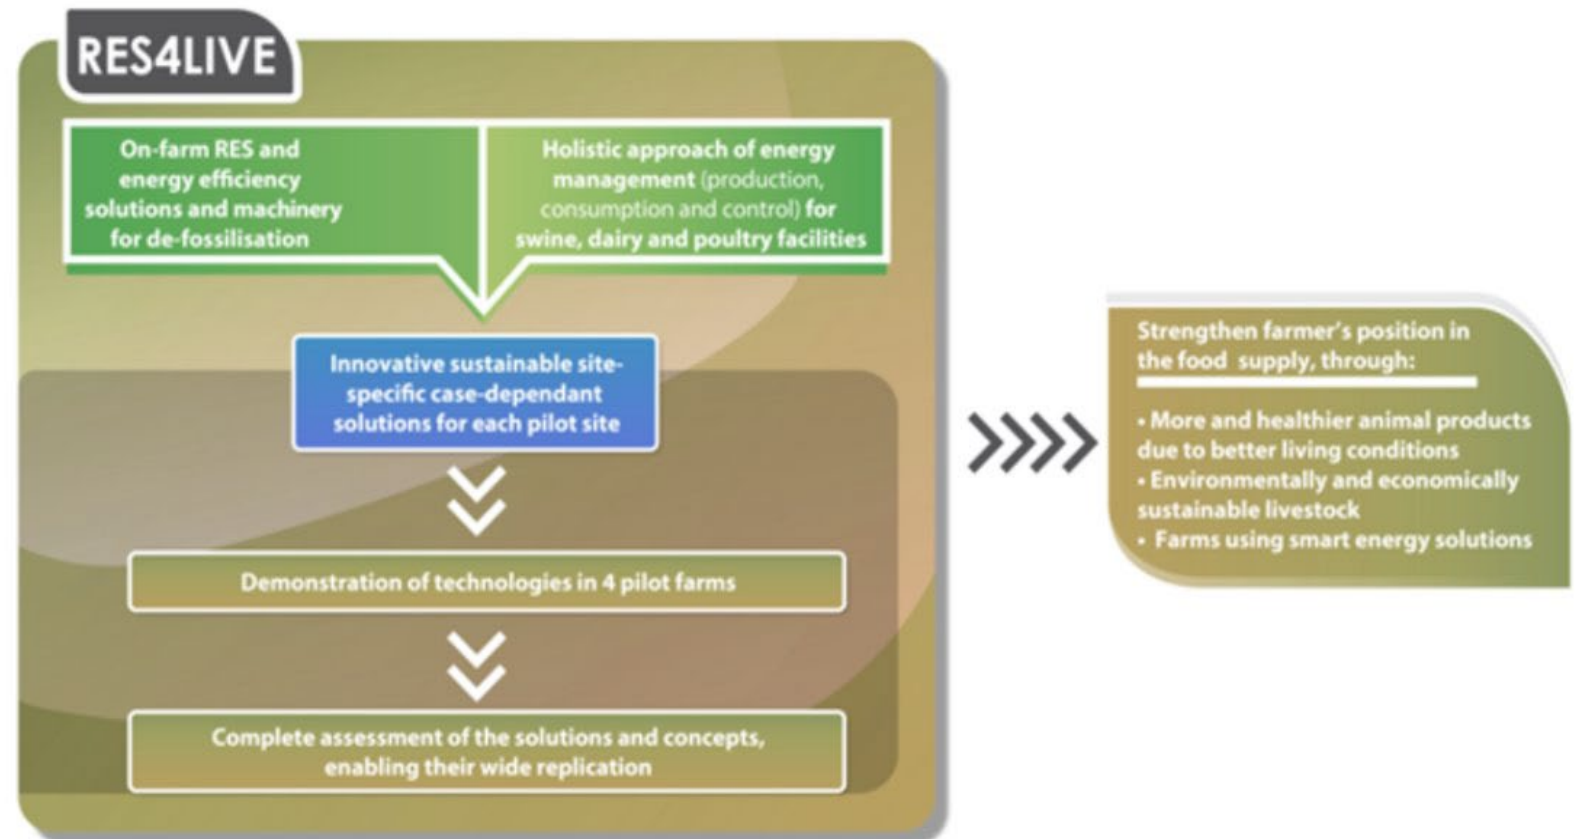 RES4LIVE
On-farm RES and
energy efficiency
solutions and machinery
for de-fossilisation
Holistic approach of energy
management (production,
consumption and control) for
swine, dairy and poultry facilities
Innovative sustainable site-
specific case-dependant
solutions for each pilot site
Demonstration of technologies in 4 pilot farms
Complete assessment of the solutions and concepts,
enabling their wide replication
Strengthen farmer's position in
the food supply, through:
• More and healthier animal products
due to better living conditions
• Environmentally and economically
sustainable livestock
• Farms using smart energy solutions